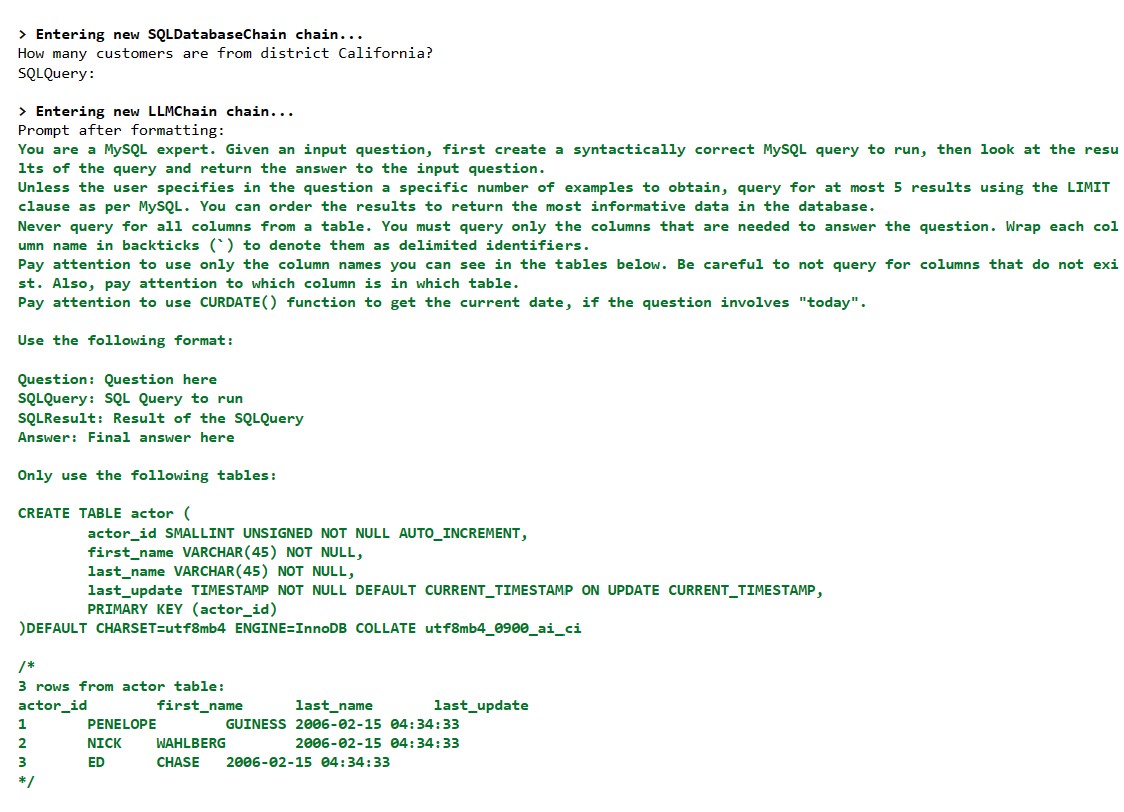 > Entering new SQLDatabaseChain chain...
How many customers are from district California?
SQLQuery:
> Entering new LLMChain chain...
Prompt after formatting:
You are a MySQL expert. Given an input question, first create a syntactically correct MySQL query to run, then look at the resu
lts of the query and return the answer to the input question.
Unless the user specifies in the question a specific number of examples to obtain, query for at most 5 results using the LIMIT
clause as per MySQL. You can order the results to return the most informative data in the database.
Never query for all columns from a table. You must query only the columns that are needed to answer the question. Wrap each col
umn name in backticks (`) to denote them as delimited identifiers.
Pay attention to use only the column names you can see in the tables below. Be careful to not query for columns that do not exi
st. Also, pay attention to which column is in which table.
Pay attention to use CURDATE() function to get the current date, if the question involves "today".
Use the following format:
Question: Question here
SQLQuery: SQL Query to run
SQLResult: Result of the SQLQuery
Answer: Final answer here
Only use the following tables:
CREATE TABLE actor (
        actor_id SMALLINT UNSIGNED NOT NULL AUTO_INCREMENT,
        first_name VARCHAR(45) NOT NULL,
        last_name VARCHAR(45) NOT NULL,
        last_update TIMESTAMP NOT NULL DEFAULT CURRENT_TIMESTAMP ON UPDATE CURRENT_TIMESTAMP,
        PRIMARY KEY (actor_id)
)DEFAULT CHARSET=utf8mb4 ENGINE=InnoDB COLLATE utf8mb4_0900_ai_ci
/*
3 rows from actor table:
actor_id        first_name      last_name       last_update
1       PENELOPE        GUINESS 2006-02-15 04:34:33
2       NICK    WAHLBERG        2006-02-15 04:34:33
3       ED      CHASE   2006-02-15 04:34:33
*/